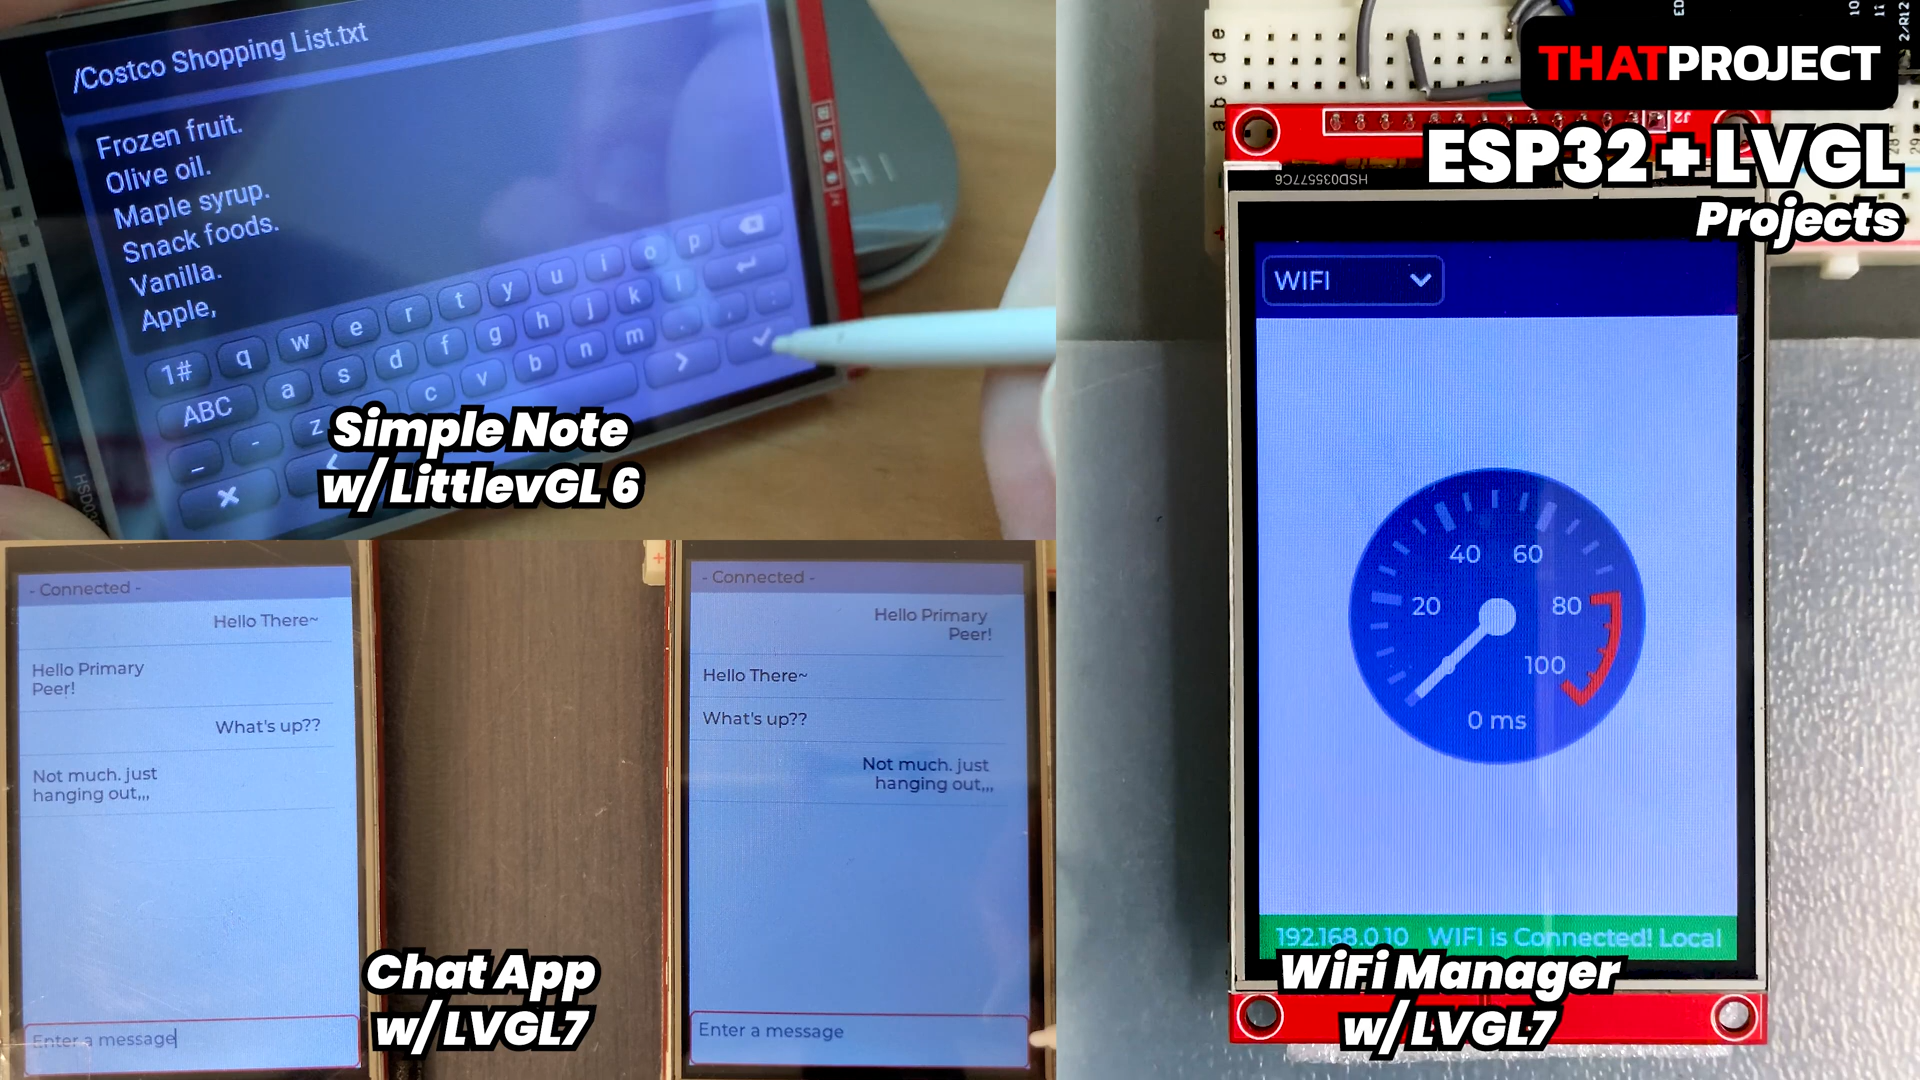 /Costco Shopping List.txt
Frozen fruit.
Olive oil.
Maple syrup.
Snack foods.
Vanilla.
Apple,
1# q w e r t y u i o p
ABC a s d f g h j k l
_ - z c v b n m . , :
Simple Note
w/ LittlevGL 6
- Connected -
Hello There~
Hello Primary
Peer!
What's up??
Not much. just
hanging out,,,
Enter a message
- Connected -
Hello Primary
Peer!
Hello There~
What's up??
Not much. just
hanging out,,,
Enter a message
Chat App
w/ LVGL7
THATPROJECT
ESP32 + LVGL
Projects
a b c d e
J2
HSD035577C6
WIFI
40 60
20 80
100
0 ms
192.168.0.10 WIFI is Connected! Local
WiFi Manager
w/ LVGL7